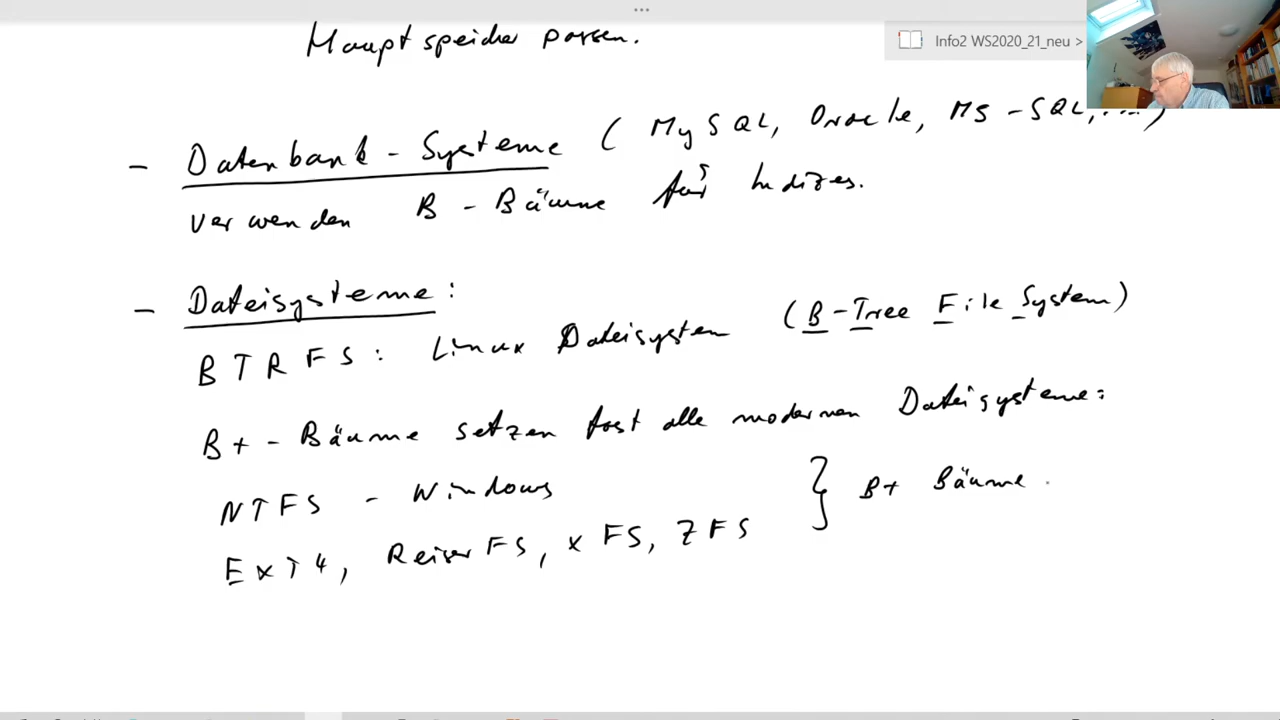 Hauptspeicher passen.
Info2 WS2020_21_neu >
- Datenbank-Systeme (MySQL, Oracle, MS-SQL, ...)
verwenden B-Bäume für Indizes.
- Dateisysteme:
BTRFS: Linux Dateisystem (B-Tree File System)
B+-Bäume setzen fast alle modernen Dateisysteme:
NTFS - Windows
} B+ Bäume.
ExT4, ReiserFS, xFS, ZFS